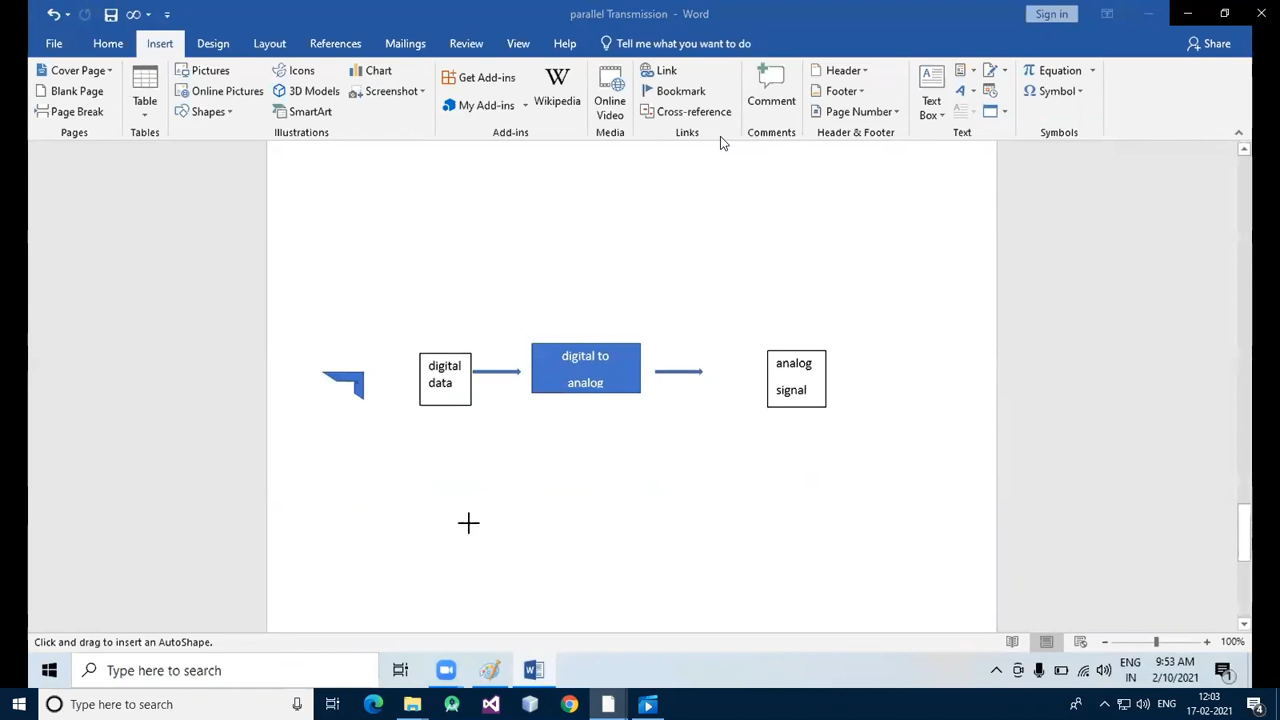 parallel Transmission - Word
Sign in
File Home Insert Design Layout References Mailings Review View Help Tell me what you want to do Share
Cover Page
Blank Page
Page Break
Pages
Table
Tables
Pictures
Online Pictures
Shapes
Icons
3D Models
SmartArt
Chart
Screenshot
Illustrations
Get Add-ins
My Add-ins
W
Wikipedia
Add-ins
Online
Video
Media
Link
Bookmark
Cross-reference
Links
Comment
Comments
Header
Footer
Page Number
Header & Footer
Text
Box
Text
Equation
Symbol
Symbols
digital
data
digital to
analog
analog
signal
Click and drag to insert an AutoShape.
100%
Type here to search
ENG
IN
9:53 AM
2/10/2021
1
Type here to search
ENG
12:03
17-02-2021
4